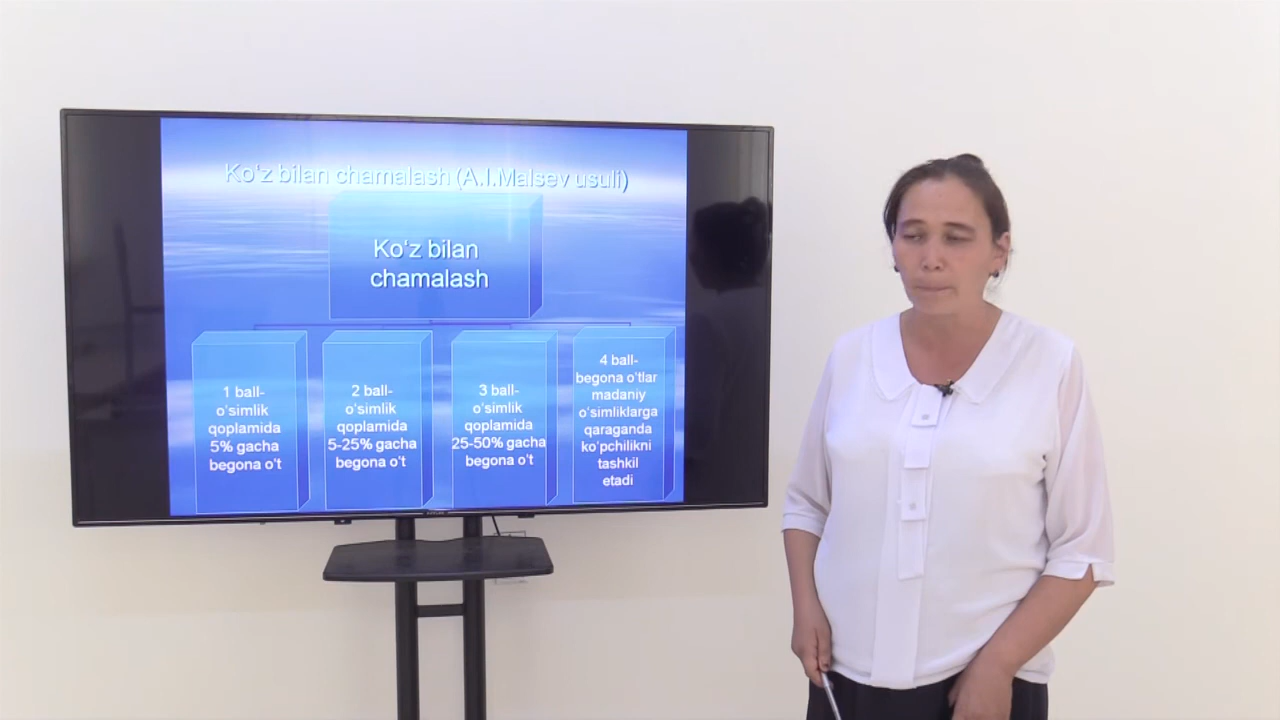 Ko‘z bilan chamalash (A.I.Malsev usuli)
Ko‘z bilan
chamalash
1 ball-
o‘simlik
qoplamida
5% gacha
begona o‘t
2 ball-
o‘simlik
qoplamida
5-25% gacha
begona o‘t
3 ball-
o‘simlik
qoplamida
25-50% gacha
begona o‘t
4 ball-
begona o‘tlar
madaniy
o‘simliklarga
qaraganda
ko‘pchilikni
tashkil
etadi